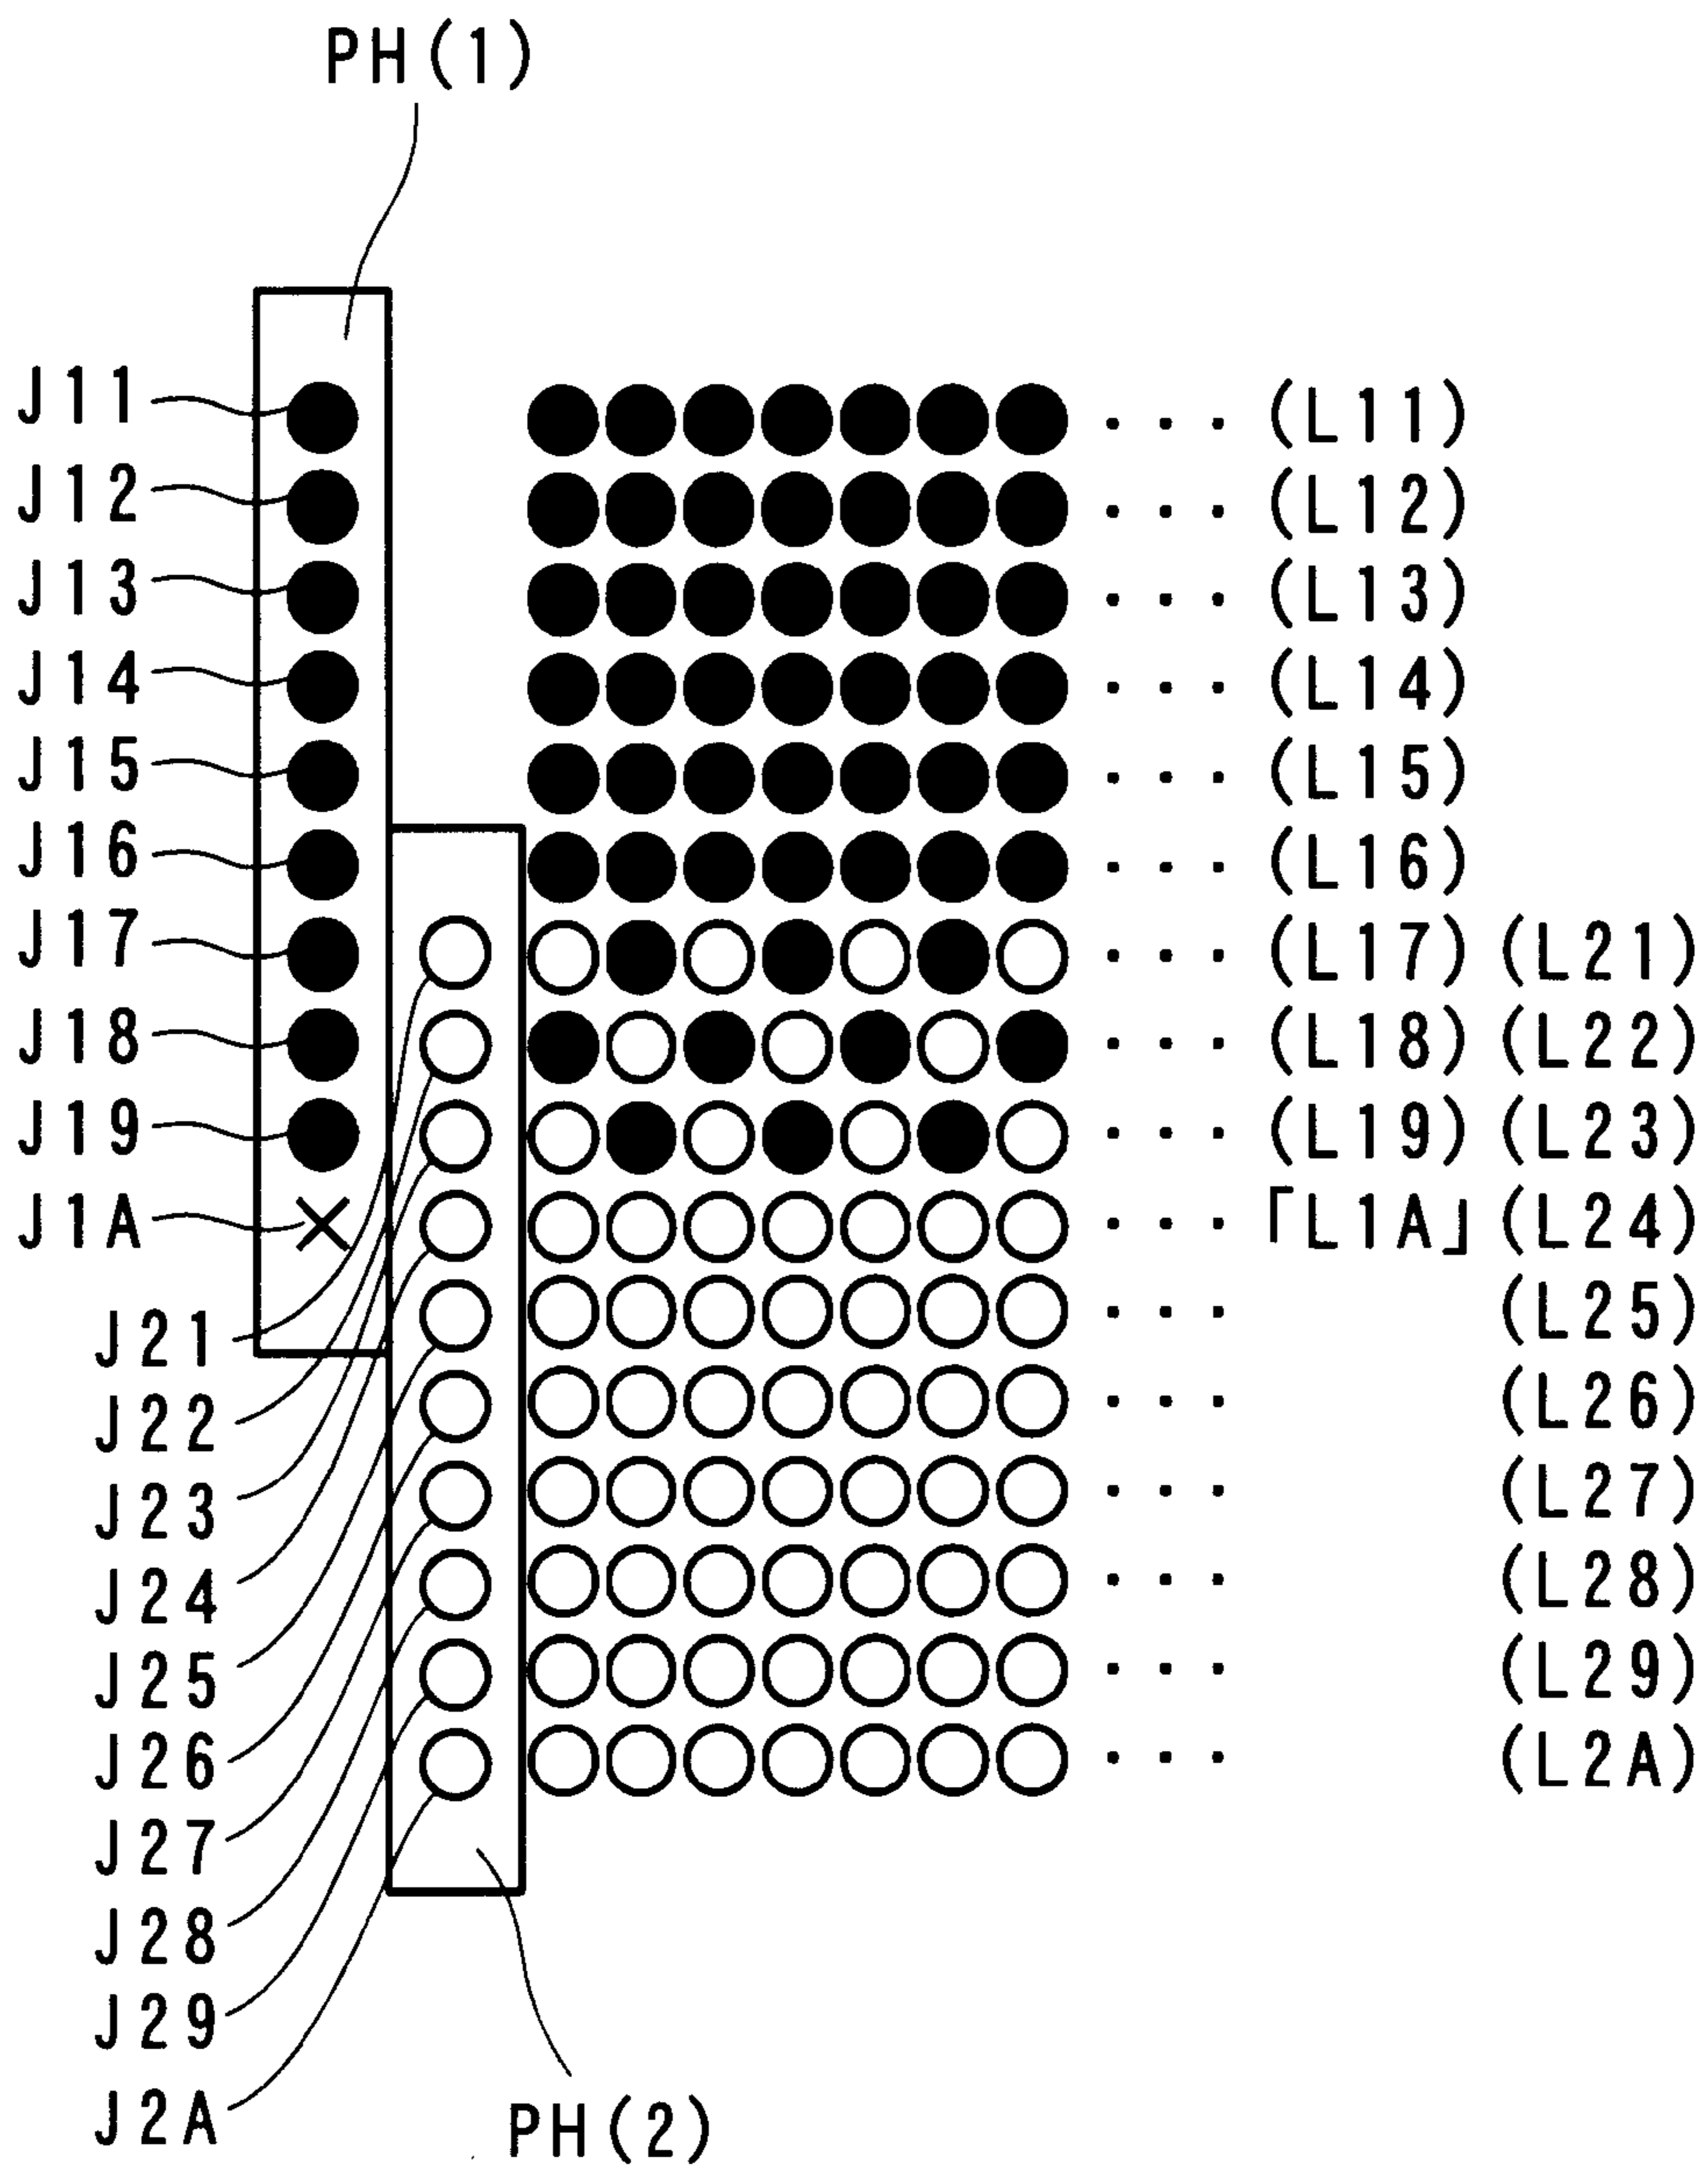 PH(1)
J11 ・・・ (L11)
J12 ・・・ (L12)
J13 ・・・ (L13)
J14 ・・・ (L14)
J15 ・・・ (L15)
J16 ・・・ (L16)
J17 ・・・ (L17) (L21)
J18 ・・・ (L18) (L22)
J19 ・・・ (L19) (L23)
J1A ・・・ 「L1A」 (L24)
J21 ・・・ (L25)
J22 ・・・ (L26)
J23 ・・・ (L27)
J24 ・・・ (L28)
J25 ・・・ (L29)
J26 ・・・ (L2A)
J27
J28
J29
J2A
PH(2)